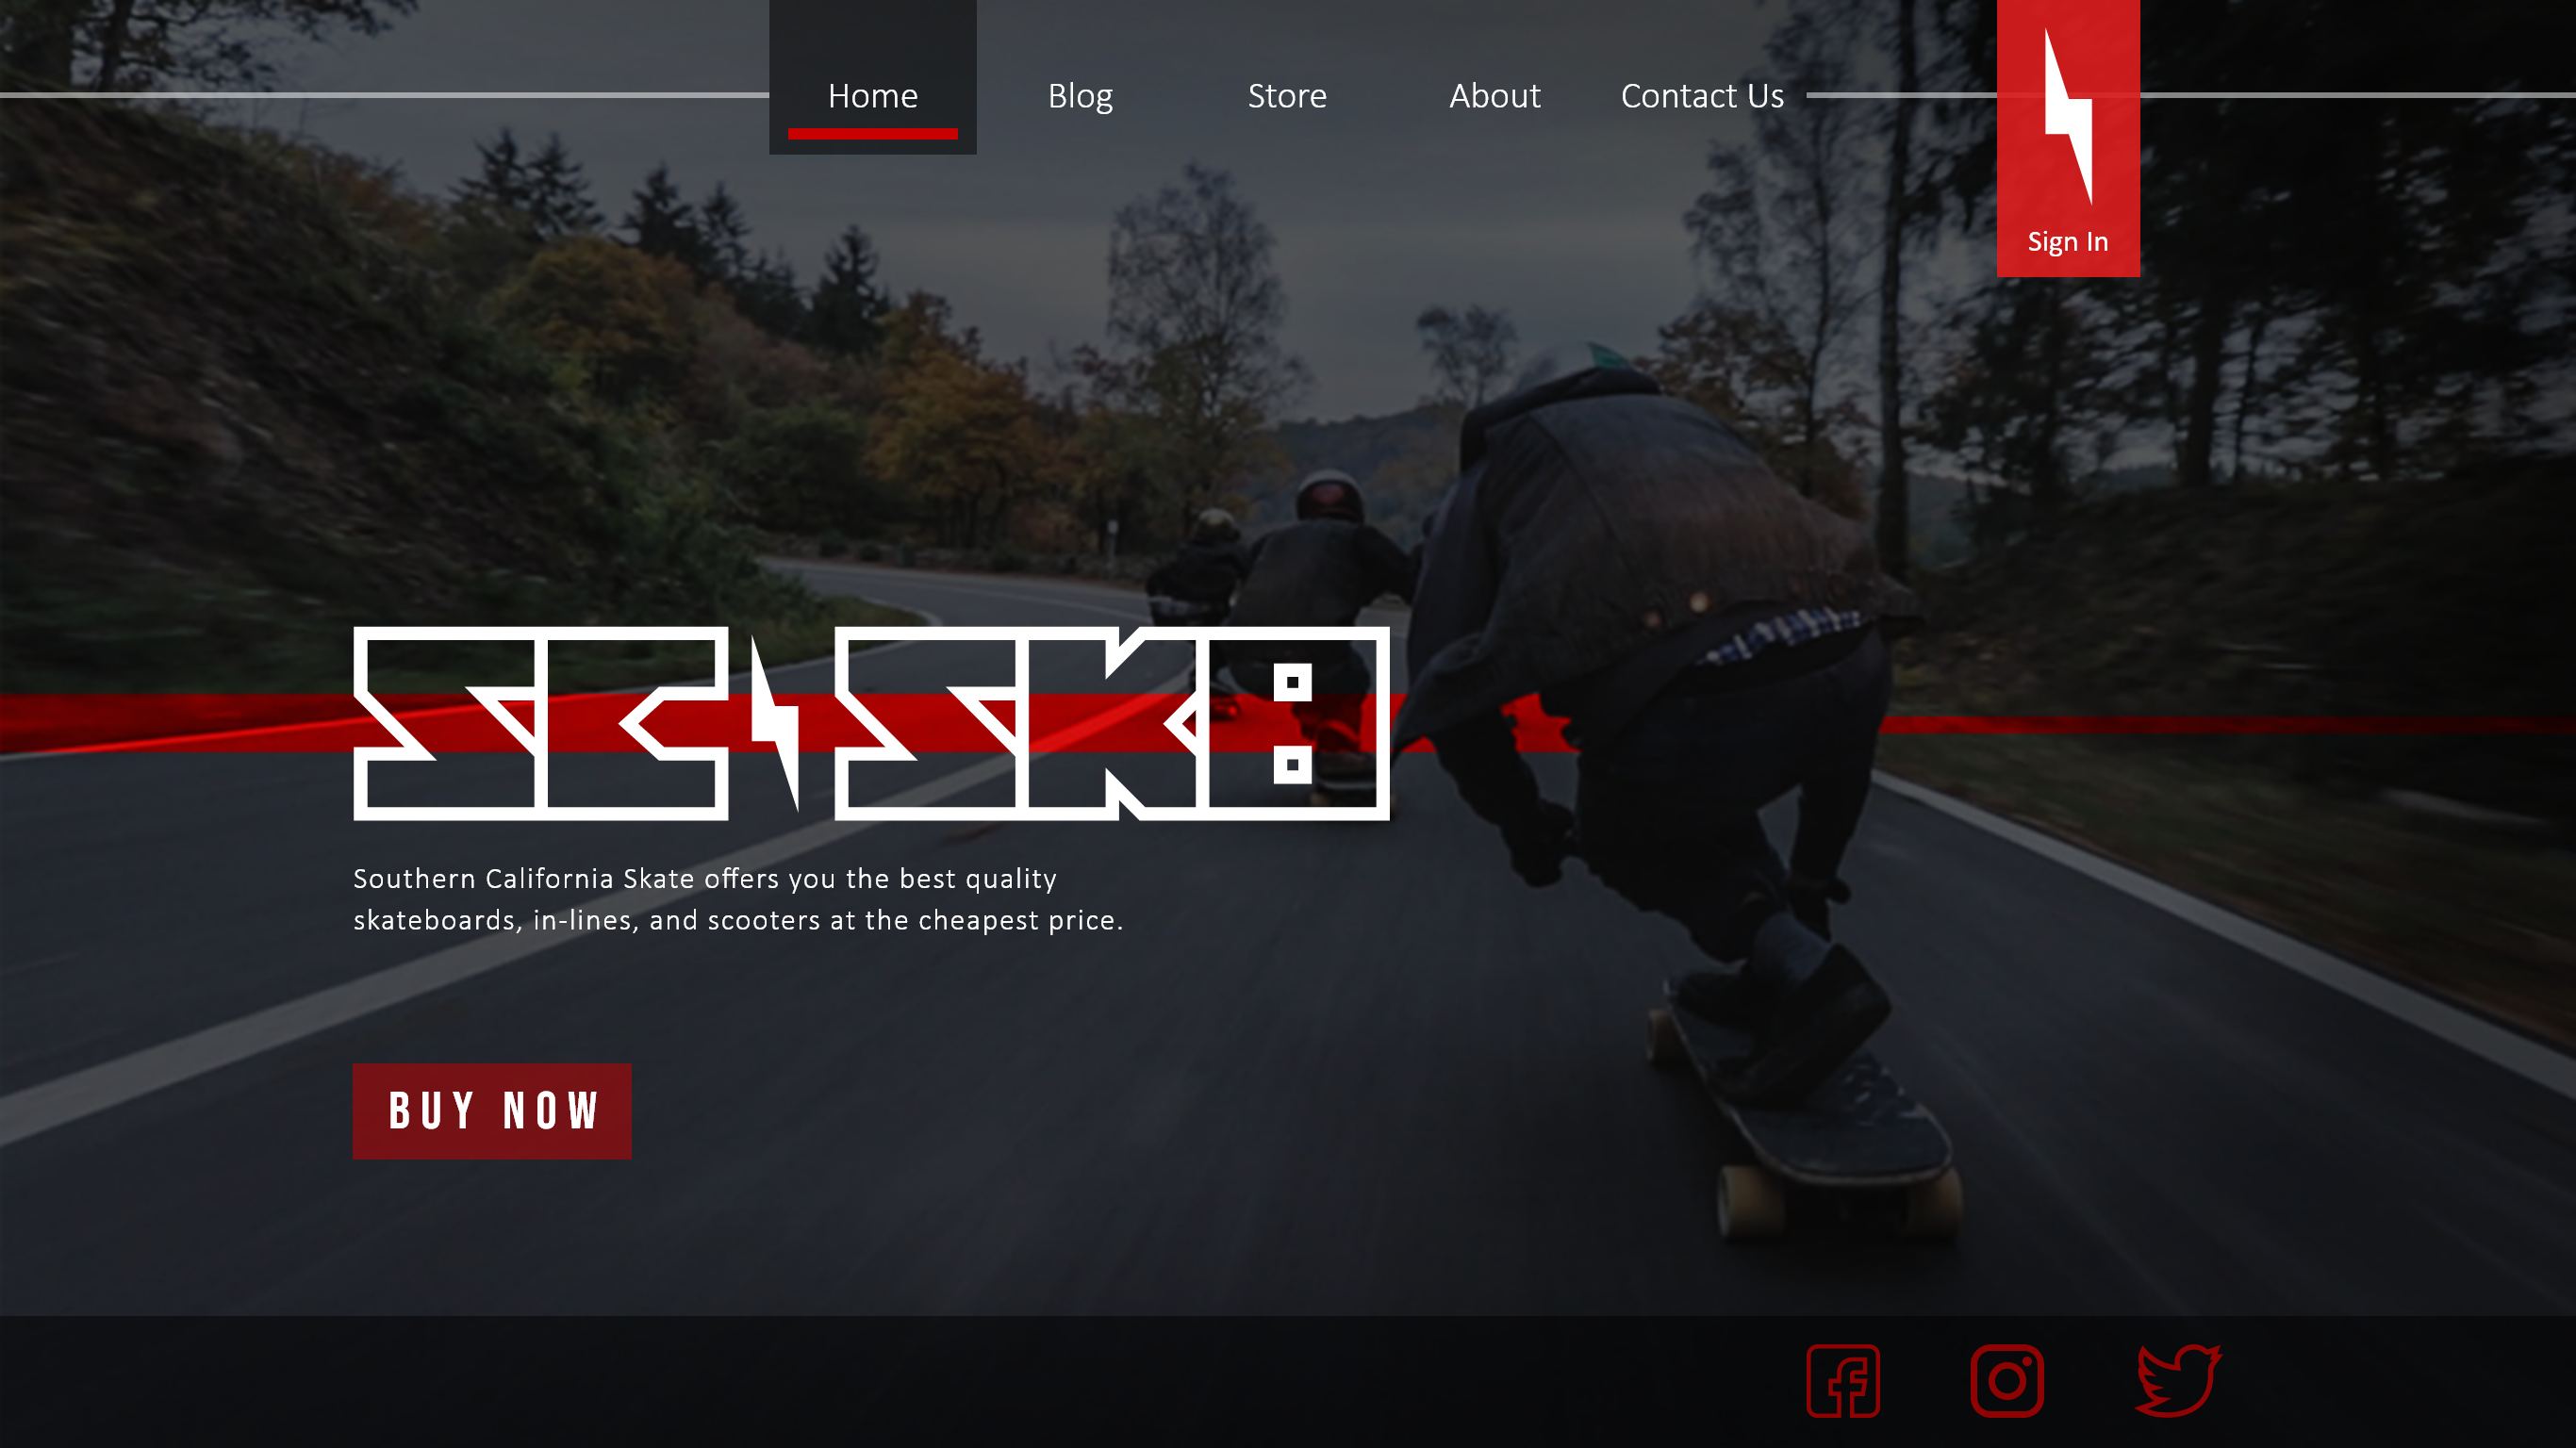 Home Blog Store About Contact Us
Sign In
SC SK8
Southern California Skate offers you the best quality
skateboards, in-lines, and scooters at the cheapest price.
BUY NOW